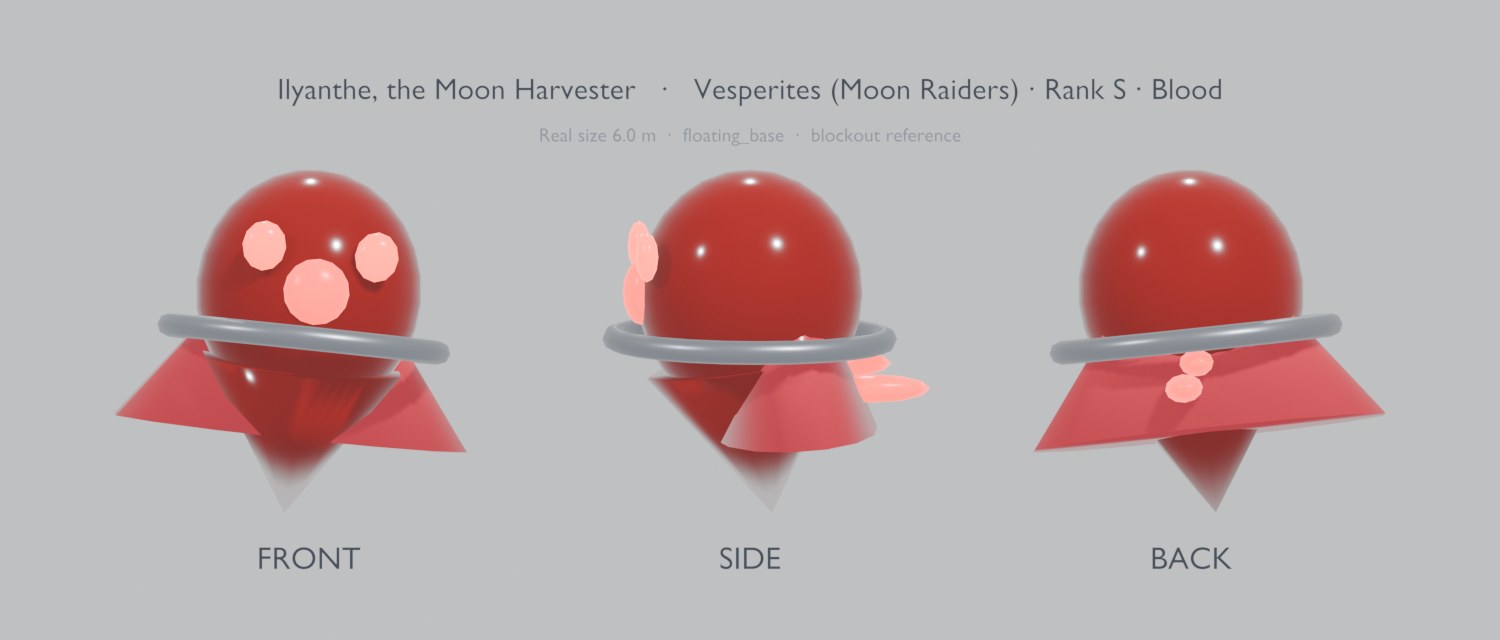 Ilyanthe, the Moon Harvester · Vesperites (Moon Raiders) · Rank S · Blood
Real size 6.0 m · floating_base · blockout reference
FRONT SIDE BACK